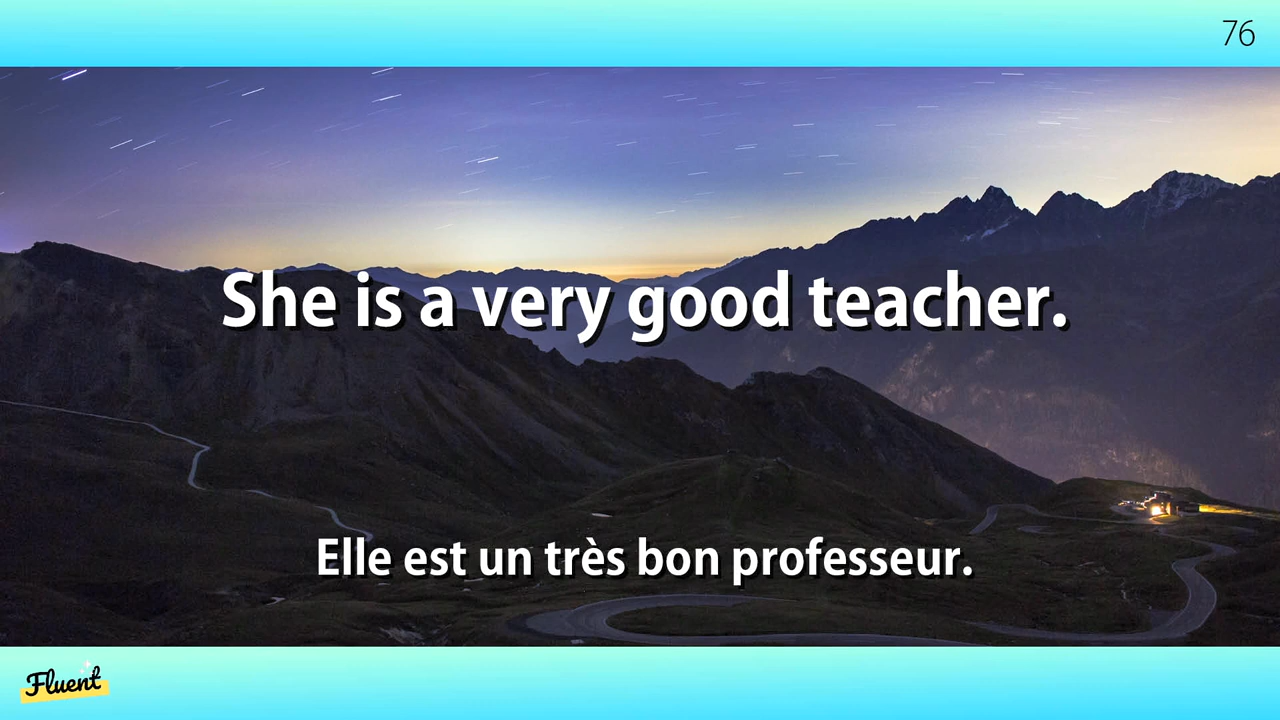 76
She is a very good teacher.
Elle est un très bon professeur.
Fluent